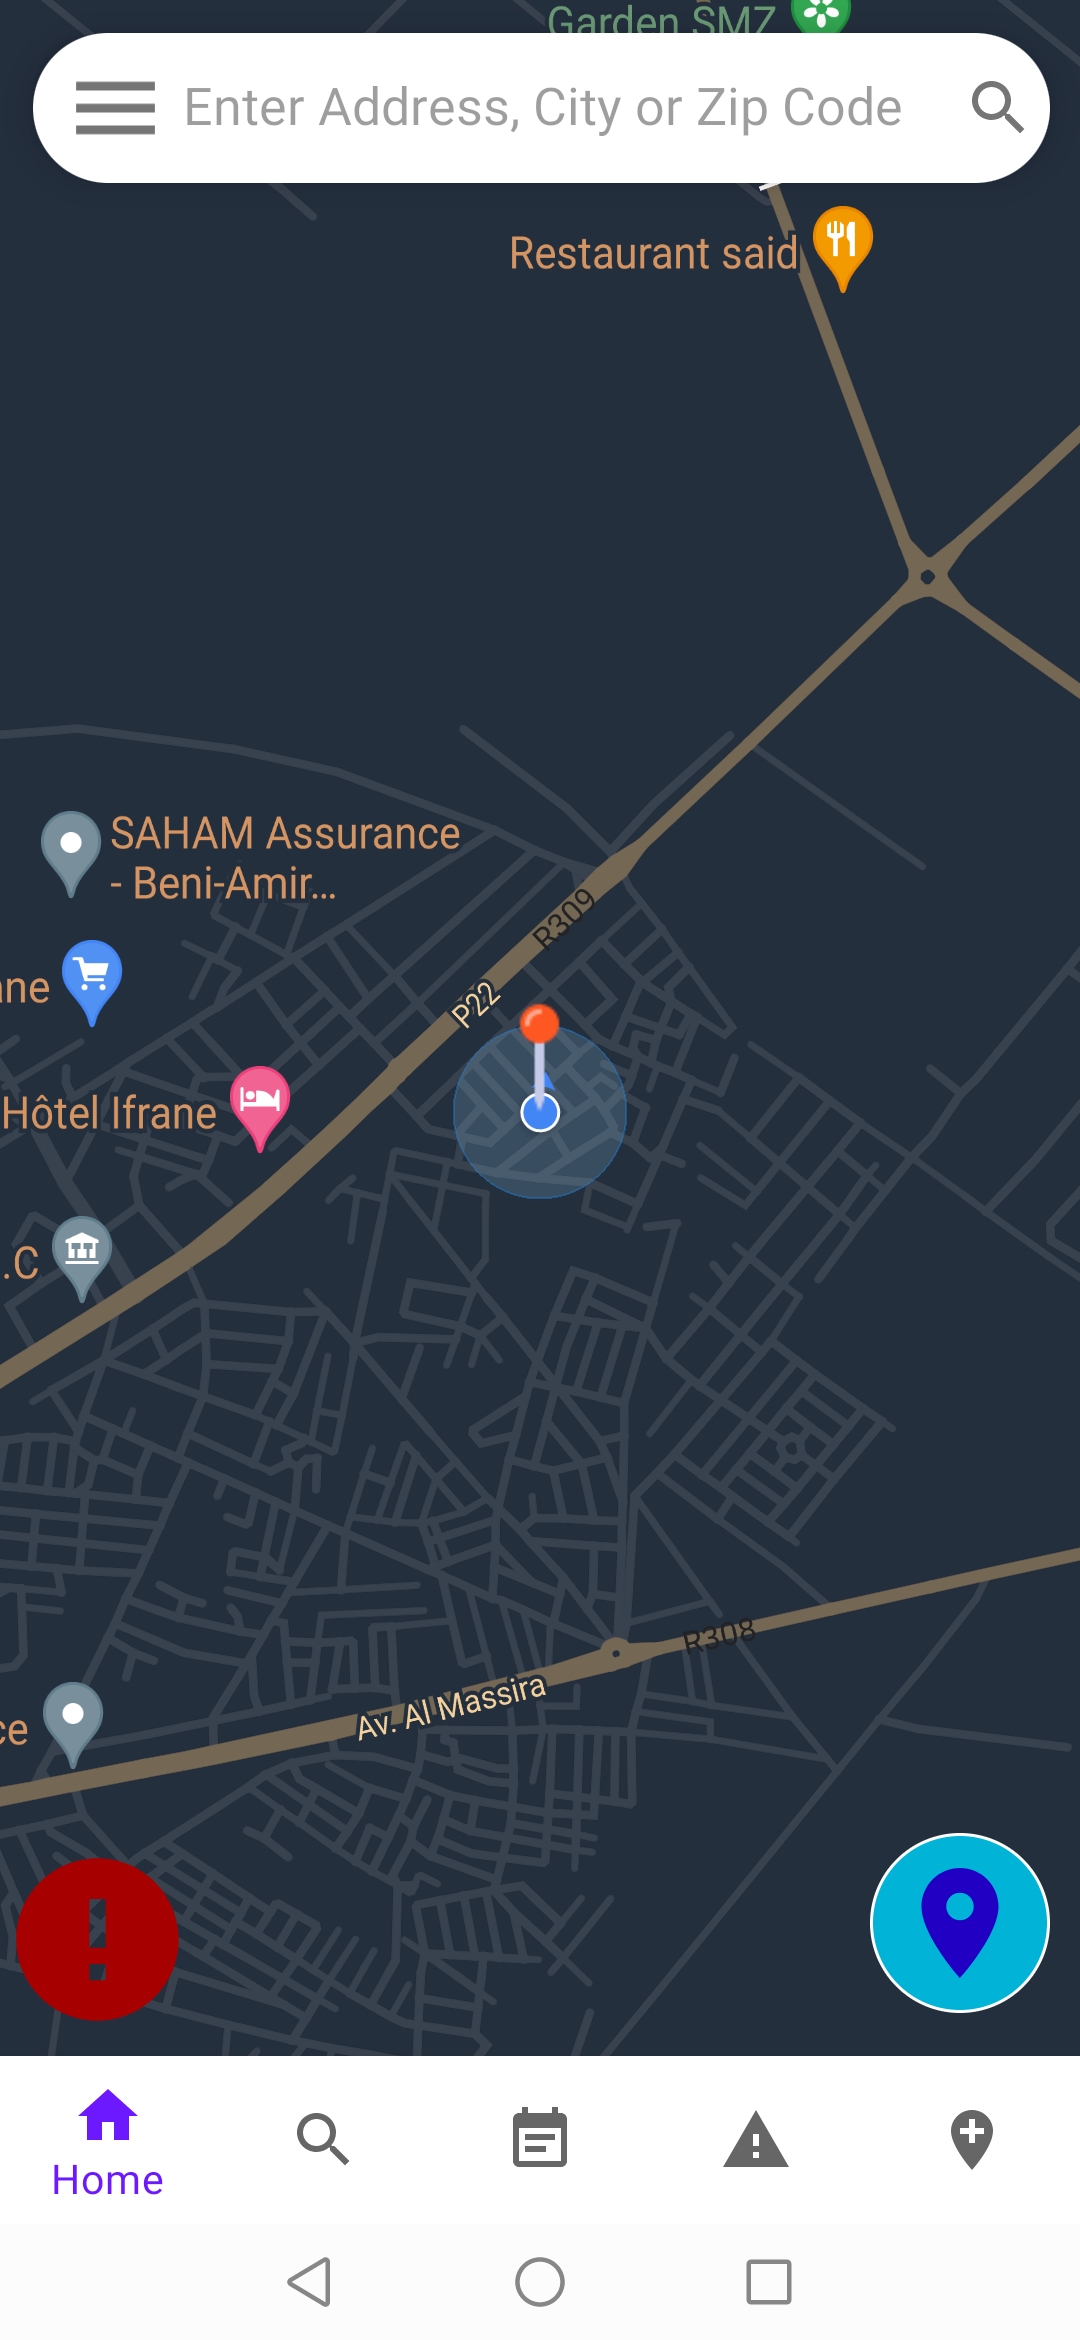 Garden SMZ
Enter Address, City or Zip Code
Restaurant said
SAHAM Assurance
- Beni-Amir...
R309
ane
P22
Hôtel Ifrane
.C
R308
Av. Al Massira
ce
Home